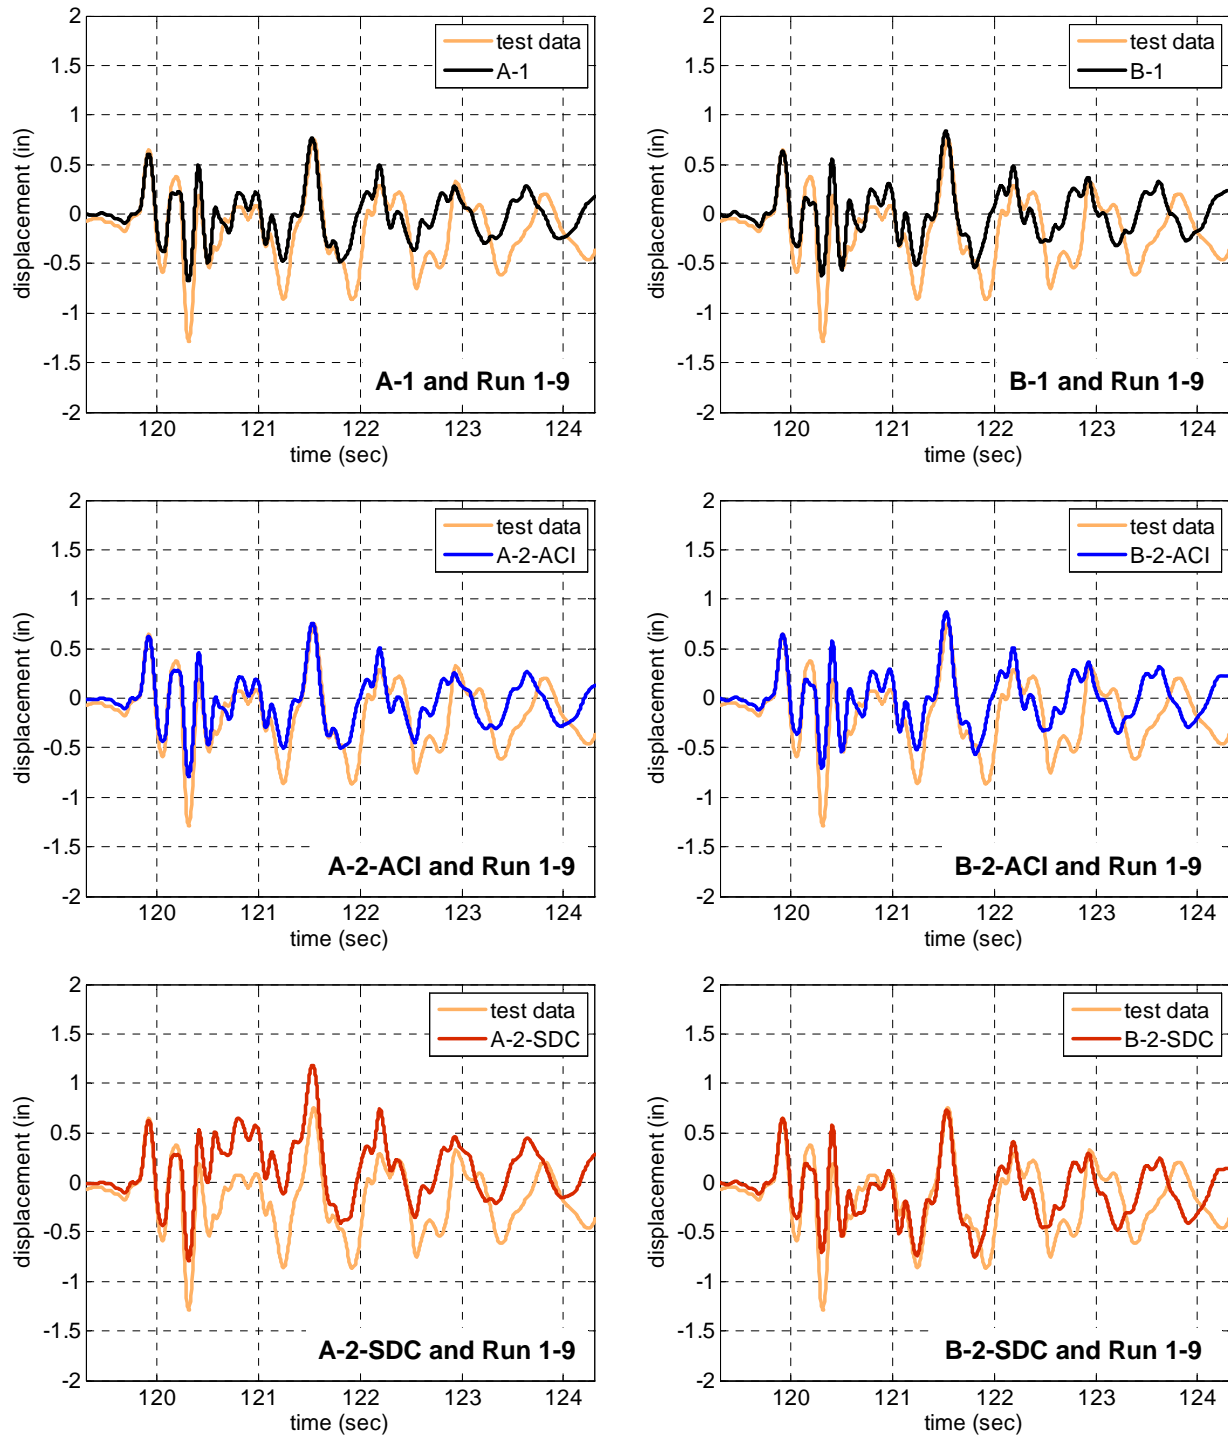 2
1.5
1
0.5
0
-0.5
-1
-1.5
-2
displacement (in)
test data
A-1
A-1 and Run 1-9
120 121 122 123 124
time (sec)
2
1.5
1
0.5
0
-0.5
-1
-1.5
-2
displacement (in)
test data
B-1
B-1 and Run 1-9
120 121 122 123 124
time (sec)
2
1.5
1
0.5
0
-0.5
-1
-1.5
-2
displacement (in)
test data
A-2-ACI
A-2-ACI and Run 1-9
120 121 122 123 124
time (sec)
2
1.5
1
0.5
0
-0.5
-1
-1.5
-2
displacement (in)
test data
B-2-ACI
B-2-ACI and Run 1-9
120 121 122 123 124
time (sec)
2
1.5
1
0.5
0
-0.5
-1
-1.5
-2
displacement (in)
test data
A-2-SDC
A-2-SDC and Run 1-9
120 121 122 123 124
time (sec)
2
1.5
1
0.5
0
-0.5
-1
-1.5
-2
displacement (in)
test data
B-2-SDC
B-2-SDC and Run 1-9
120 121 122 123 124
time (sec)